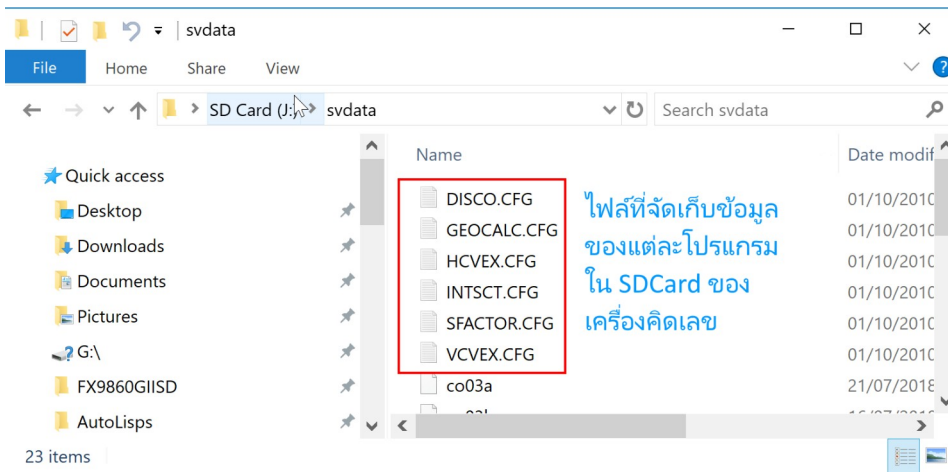 svdata
File Home Share View
SD Card (J:) svdata Search svdata
Name Date modif
Quick access
Desktop
Downloads
Documents
Pictures
G:\
FX9860GIISD
AutoLisps
DISCO.CFG 01/10/2010
GEOCALC.CFG 01/10/2010
HCVEX.CFG 01/10/2010
INTSCT.CFG 01/10/2010
SFACTOR.CFG 01/10/2010
VCVEX.CFG 01/10/2010
co03a 21/07/2018
ไฟล์ที่จัดเก็บข้อมูล
ของแต่ละโปรแกรม
ใน SDCard ของ
เครื่องคิดเลข
23 items